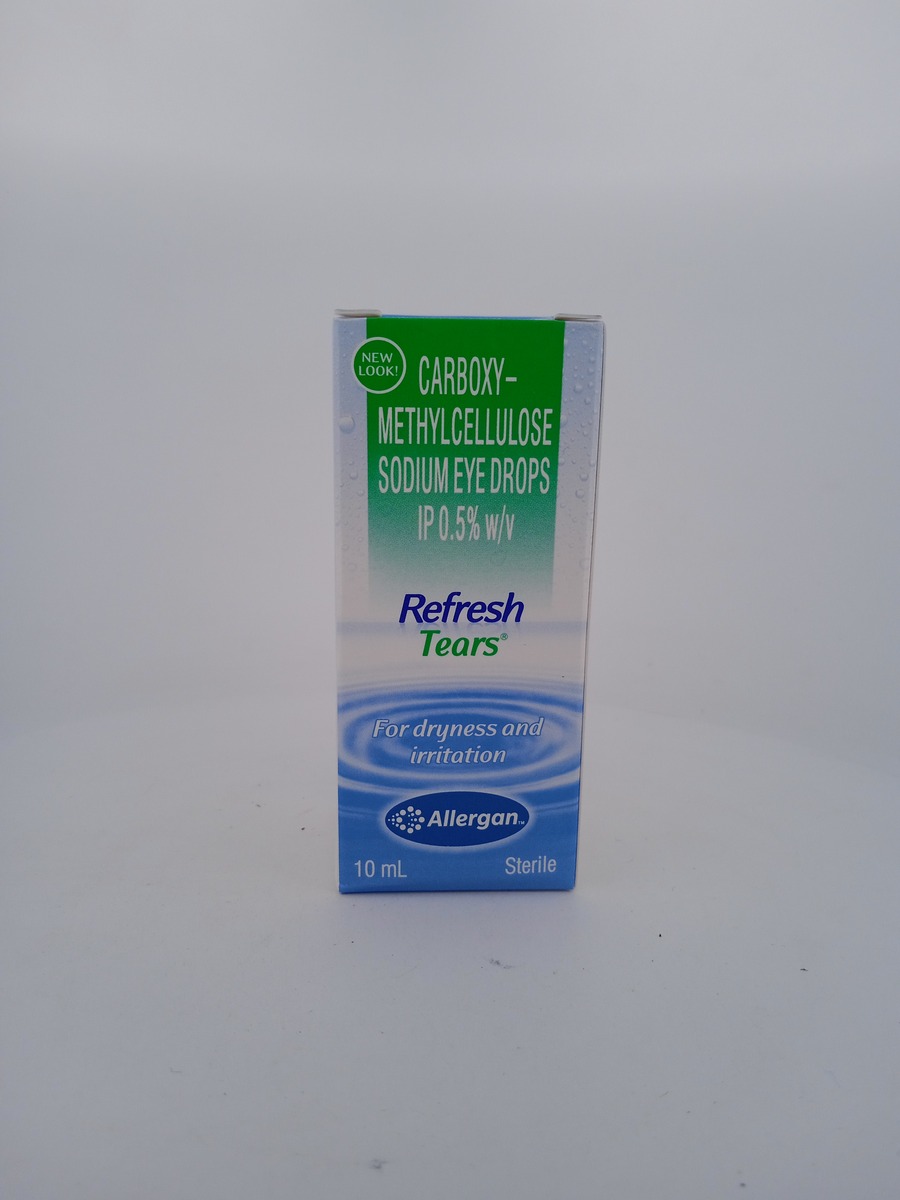 NEW
LOOK!
CARBOXY-
METHYLCELLULOSE
SODIUM EYE DROPS
IP 0.5% w/v
Refresh
Tears®
For dryness and
irritation
Allergan™
10 mL
Sterile